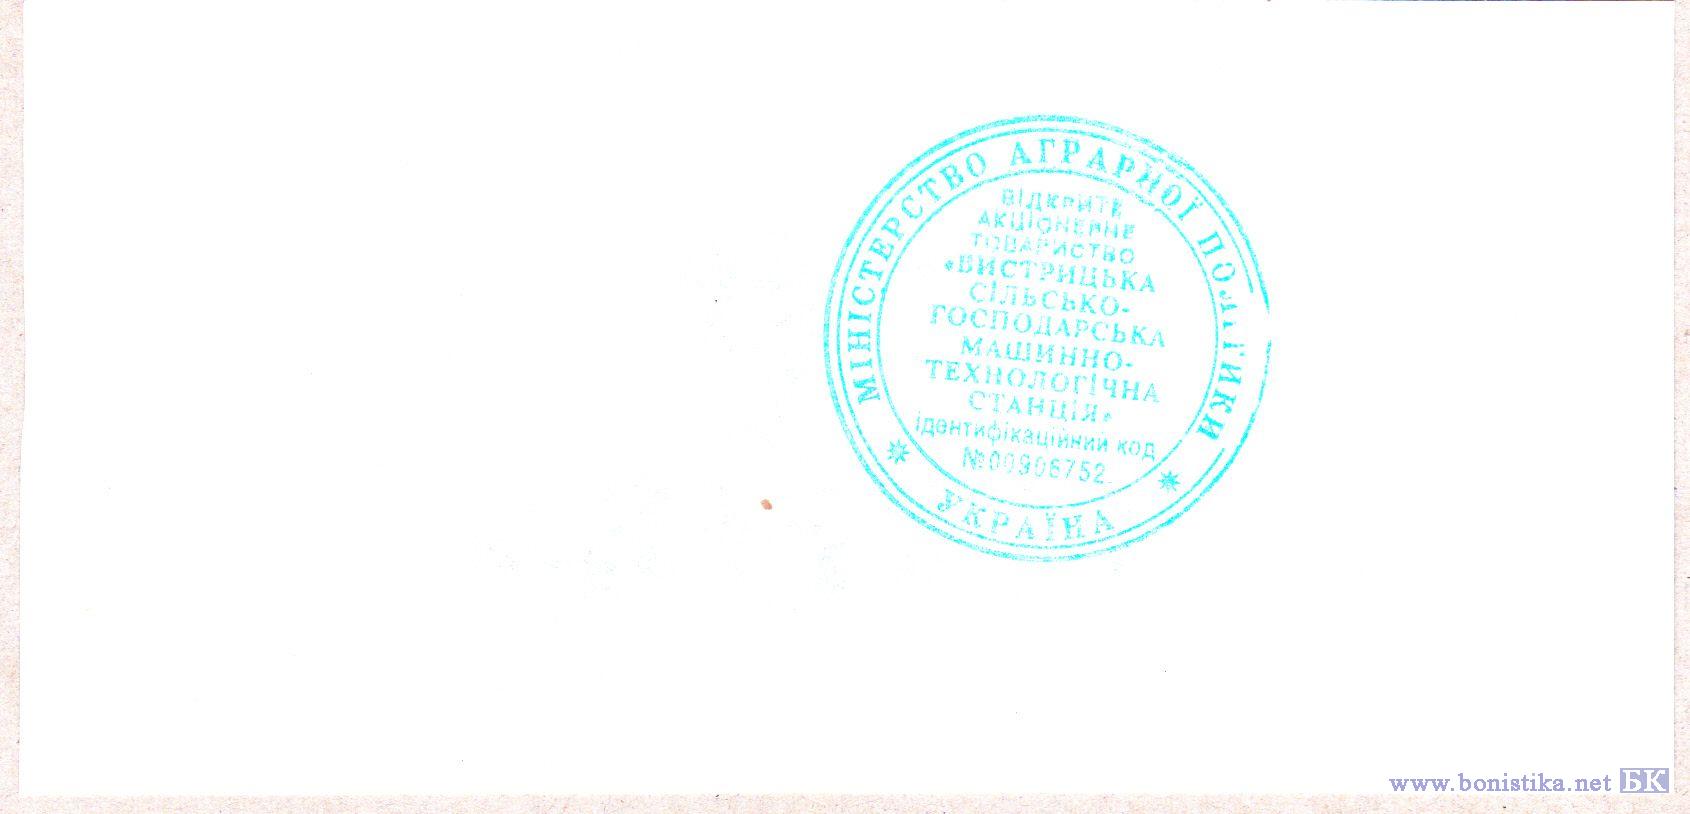 МІНІСТЕРСТВО АГРАРНОЇ ПОЛІТИКИ
ВІДКРИТЕ
АКЦІОНЕРНЕ
ТОВАРИСТВО
«БИСТРИЦЬКА
СІЛЬСЬКО-
ГОСПОДАРСЬКА
МАШИННО-
ТЕХНОЛОГІЧНА
СТАНЦІЯ»
ідентифікаційний код
№00906752
* УКРАЇНА *
www.bonistika.net БК